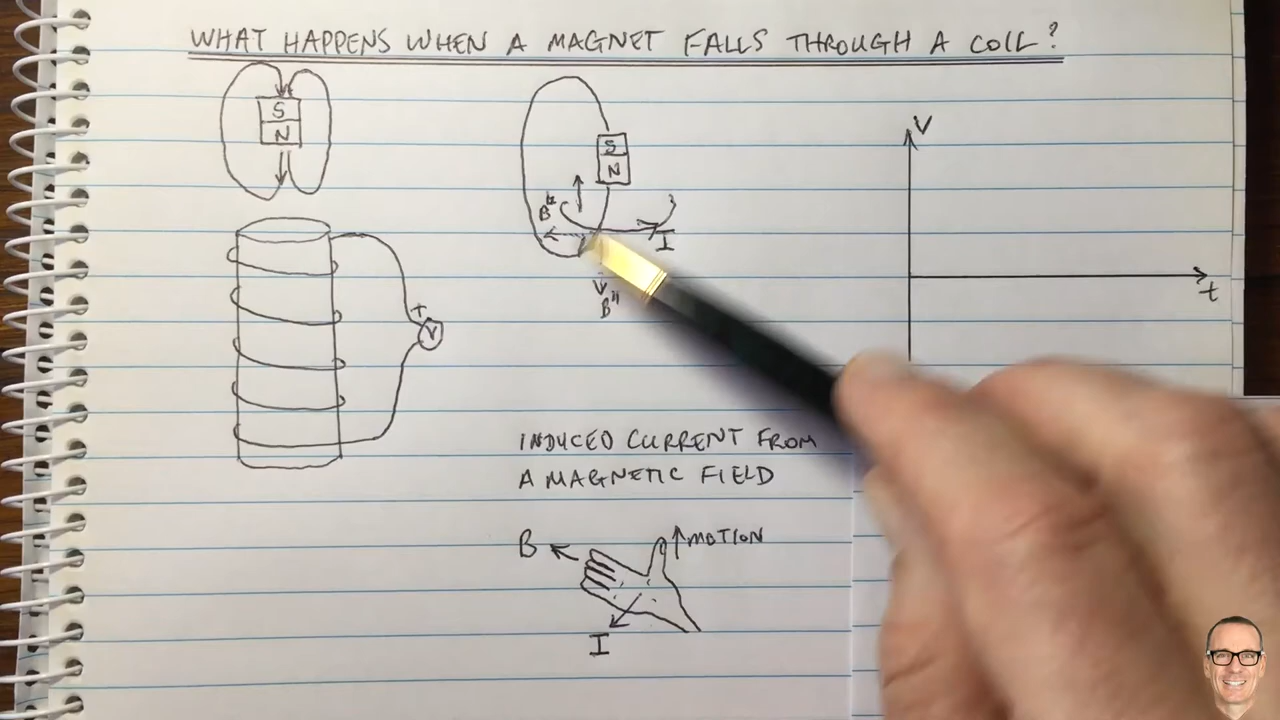 WHAT HAPPENS WHEN A MAGNET FALLS THROUGH A COIL?
S
N
S
N
B
I
B"
V
t
+
V
INDUCED CURRENT FROM
A MAGNETIC FIELD
B
MOTION
I